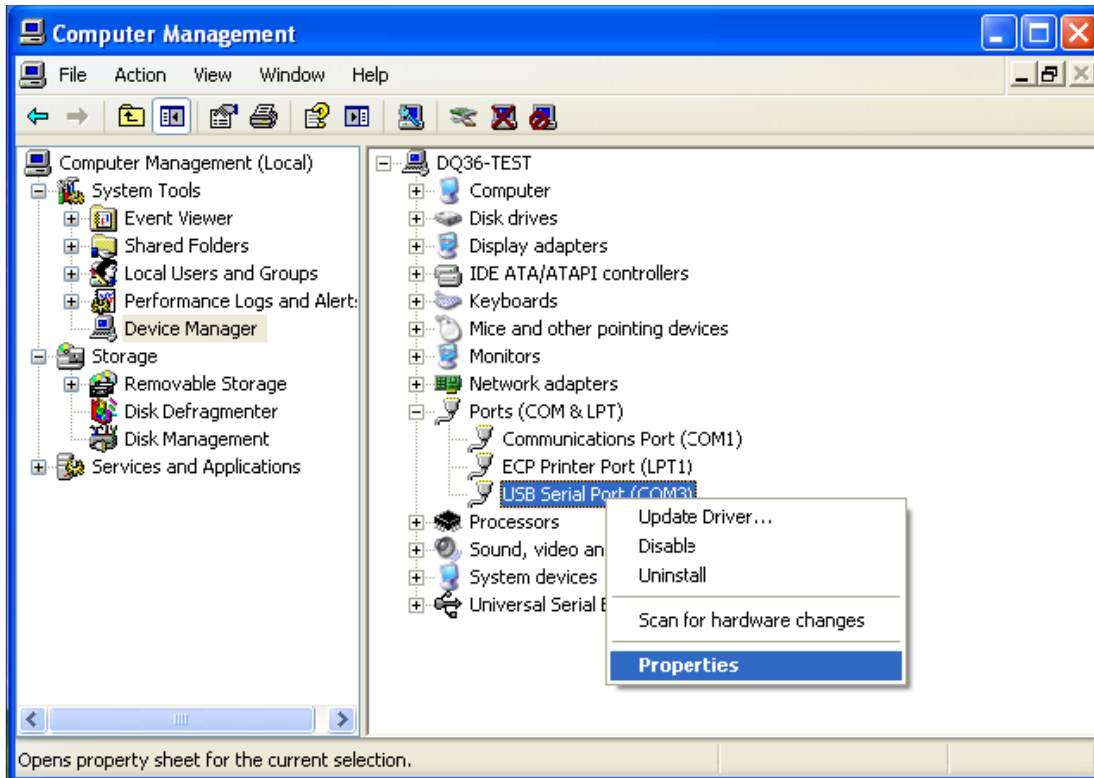 Computer Management
File Action View Window Help
Computer Management (Local)
System Tools
Event Viewer
Shared Folders
Local Users and Groups
Performance Logs and Alert
Device Manager
Storage
Removable Storage
Disk Defragmenter
Disk Management
Services and Applications
DQ36-TEST
Computer
Disk drives
Display adapters
IDE ATA/ATAPI controllers
Keyboards
Mice and other pointing devices
Monitors
Network adapters
Ports (COM & LPT)
Communications Port (COM1)
ECP Printer Port (LPT1)
USB Serial Port (COM3)
Processors
Sound, video an
System devices
Universal Serial
Update Driver...
Disable
Uninstall
Scan for hardware changes
Properties
Opens property sheet for the current selection.